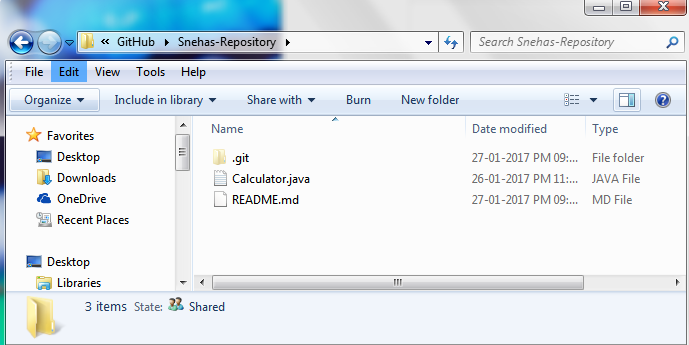 « GitHub Snehas-Repository Search Snehas-Repository
File Edit View Tools Help
Organize Include in library Share with Burn New folder
Name Date modified Type
Favorites
Desktop
Downloads
OneDrive
Recent Places
Desktop
Libraries
.git 27-01-2017 PM 09:... File folder
Calculator.java 26-01-2017 PM 11:... JAVA File
README.md 27-01-2017 PM 09:... MD File
3 items State: Shared